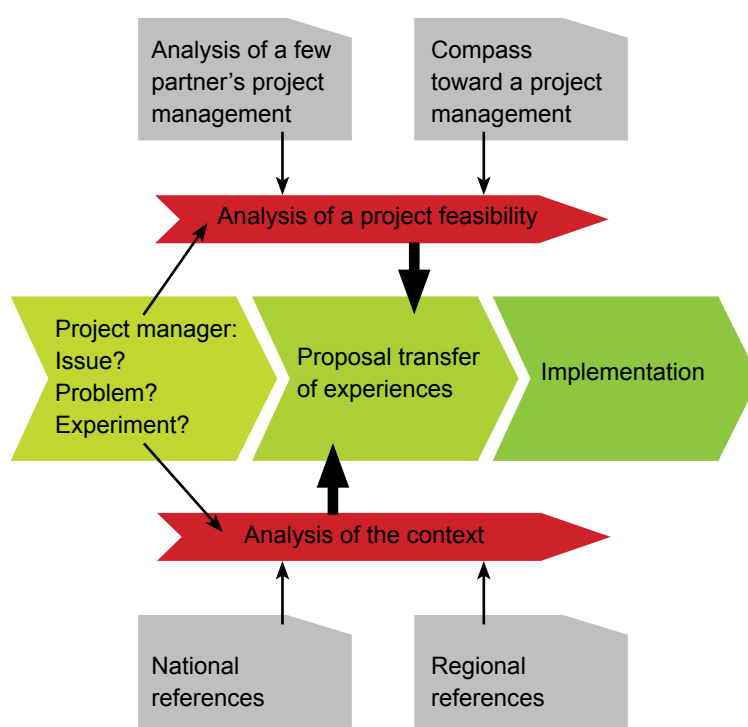 Analysis of a few
partner's project
management
Compass
toward a project
management
Analysis of a project feasibility
Project manager:
Issue?
Problem?
Experiment?
Proposal transfer
of experiences
Implementation
Analysis of the context
National
references
Regional
references